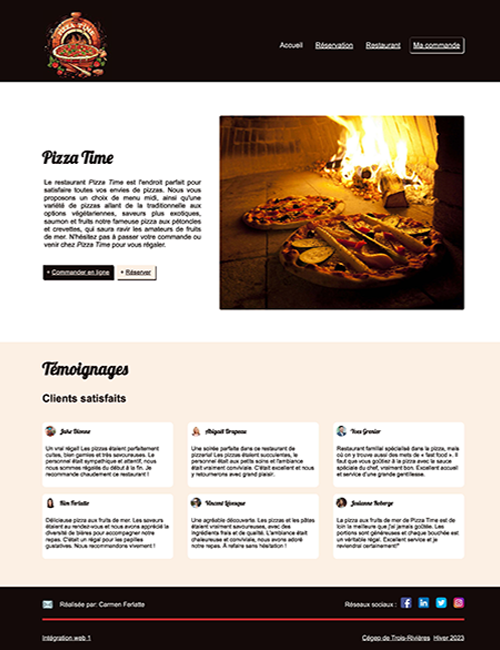 PIZZA TIME
Accueil Réservation Restaurant Ma commande
Pizza Time
Le restaurant Pizza Time est l'endroit parfait pour
satisfaire toutes vos envies de pizzas. Nous vous
proposons un choix de menu midi, ainsi qu'une
variété de pizzas allant de la traditionnelle aux
options végétariennes, saveurs plus exotiques,
saumon et fruits notre fameuse pizza aux pétoncles
et crevettes, qui saura ravir les amateurs de fruits
de mer. N'hésitez pas à passer votre commande ou
venir chez Pizza Time pour vous régaler.
• Commander en ligne
• Réserver
Témoignages
Clients satisfaits
Julie Dionne
Un vrai régal! Les pizzas étaient parfaitement
cuites, bien garnies et très savoureuses. Le
personnel était sympathique et attentif, nous
nous sommes régalés du début à la fin. Je
recommande chaudement ce restaurant !
Abigail Drapeau
Une soirée parfaite dans ce restaurant de
pizzeria! Les pizzas étaient succulentes, le
personnel était aux petits soins et l'ambiance
était vraiment conviviale. C'était excellent et nous
y retournerons avec grand plaisir.
Yves Grenier
Restaurant familial spécialisé dans la pizza, mais
où on y trouve aussi des mets de « fast food ». Il
faut que vous goûtiez à la pizza avec la sauce
spéciale du chef, vraiment bon. Excellent accueil
et service d'une grande gentillesse.
Kim Ferlatte
Délicieuse pizza aux fruits de mer. Les saveurs
étaient au rendez-vous et nous avons apprécié la
diversité de bières pour accompagner notre
repas. C'était un régal pour les papilles
gustatives. Nous recommandons vivement !
Vincent Lévesque
Une agréable découverte. Les pizzas et les pâtes
étaient vraiment savoureuses, avec des
ingrédients frais et de qualité. L'ambiance était
chaleureuse et conviviale, nous avons adoré
notre repas. À refaire sans hésitation !
Josianne Roberge
La pizza aux fruits de mer de Pizza Time est de
loin la meilleure que j'ai jamais goûtée. Les
portions sont généreuses et chaque bouchée est
un véritable régal. Excellent service et je
reviendrai certainement!"
Réalisée par: Carmen Ferlatte
Réseaux sociaux :
Intégration web 1
Cégep de Trois-Rivières Hiver 2023